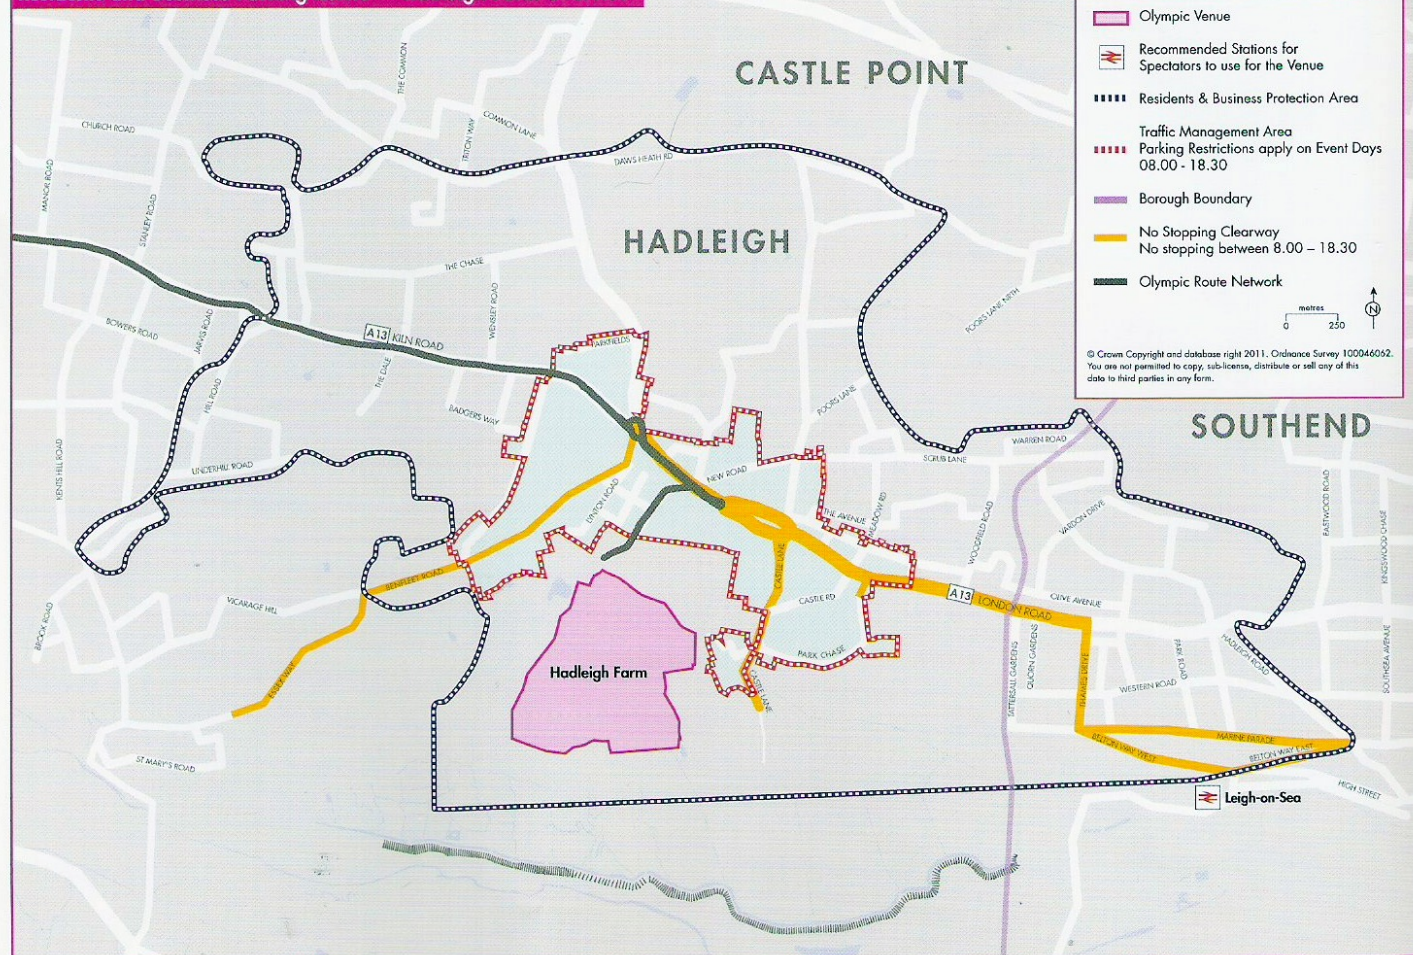 Olympic Venue
Recommended Stations for
Spectators to use for the Venue
Residents & Business Protection Area
Traffic Management Area
Parking Restrictions apply on Event Days
08.00 - 18.30
Borough Boundary
No Stopping Clearway
No stopping between 8.00 – 18.30
Olympic Route Network
metres
0 250
N
© Crown Copyright and database right 2011. Ordnance Survey 100046062.
You are not permitted to copy, sub-license, distribute or sell any of this
data to third parties in any form.
CASTLE POINT
HADLEIGH
SOUTHEND
THE COMMON
COMMON LANE
TRITON WAY
CHURCH ROAD
DAWS HEATH RD
MANOR ROAD
STANLEY ROAD
THE CHASE
WENSLEY ROAD
POORS LANE NRTH
BOWERS ROAD
JARVIS ROAD
A13 KILN ROAD
PARKFIELDS
THE DALE
HILL ROAD
BADGERS WAY
POORS LANE
WARREN ROAD
SCRUB LANE
KENTS HILL ROAD
UNDERHILL ROAD
NEW ROAD
LYNTON ROAD
THE AVENUE
MEADOW RD
WOODFIELD ROAD
VARDON DRIVE
EASTWOOD ROAD
KINGSWOOD CHASE
BENFLEET ROAD
CASTLE LANE
CASTLE RD
A13 LONDON ROAD
OLIVE AVENUE
VICARAGE HILL
BROOK ROAD
ESSEX WAY
Hadleigh Farm
PARK CHASE
CASTLE LANE
TATTERSALL GARDENS
QUORN GARDENS
THAMES DRIVE
WESTERN ROAD
PARK ROAD
HADLEIGH ROAD
ST MARY'S ROAD
BELTON WAY WEST
MARINE PARADE
BELTON WAY EAST
HIGH STREET
Leigh-on-Sea